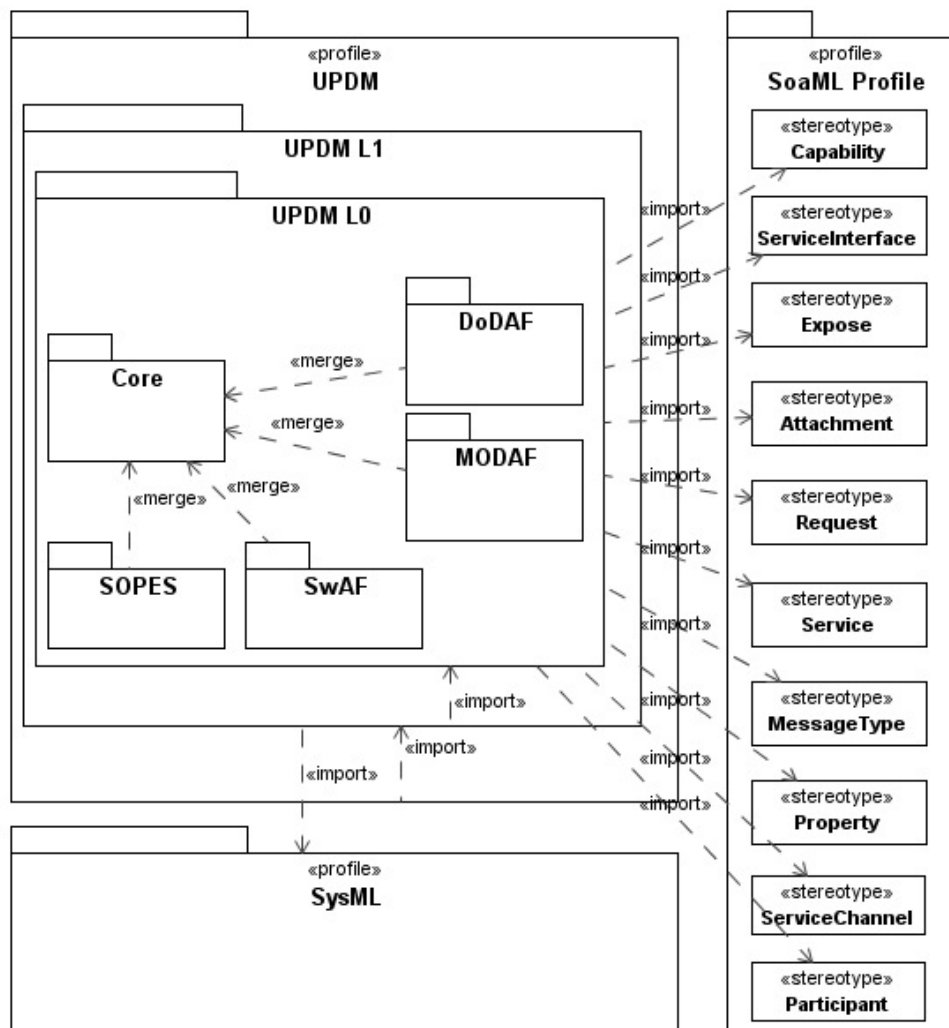 «profile»
UPDM
UPDM L1
UPDM L0
DoDAF
Core
«merge»
«merge»
MODAF
«merge»
«merge»
SOPES
SwAF
«import»
«import»
«import»
«profile»
SysML
«import»
«import»
«import»
«import»
«import»
«import»
«import»
«import»
«import»
«import»
«profile»
SoaML Profile
«stereotype»
Capability
«stereotype»
ServiceInterface
«stereotype»
Expose
«stereotype»
Attachment
«stereotype»
Request
«stereotype»
Service
«stereotype»
MessageType
«stereotype»
Property
«stereotype»
ServiceChannel
«stereotype»
Participant